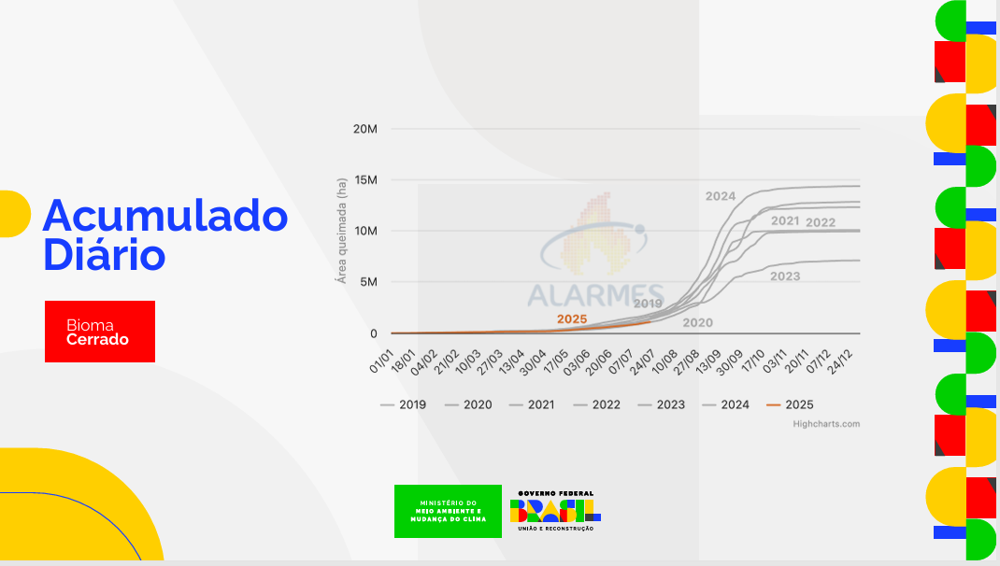 Acumulado
Diário
Bioma
Cerrado
Área queimada (ha)
20M
15M
10M
5M
0
2024
2021
2022
2023
2019
2025
2020
ALARMES
01/01
18/01
04/02
21/02
10/03
27/03
13/04
30/04
17/05
03/06
20/06
07/07
24/07
10/08
27/08
13/09
30/09
17/10
03/11
20/11
07/12
24/12
2019 2020 2021 2022 2023 2024 2025
Highcharts.com
MINISTÉRIO DO
MEIO AMBIENTE E
MUDANÇA DO CLIMA
GOVERNO FEDERAL
BRASIL
UNIÃO E RECONSTRUÇÃO